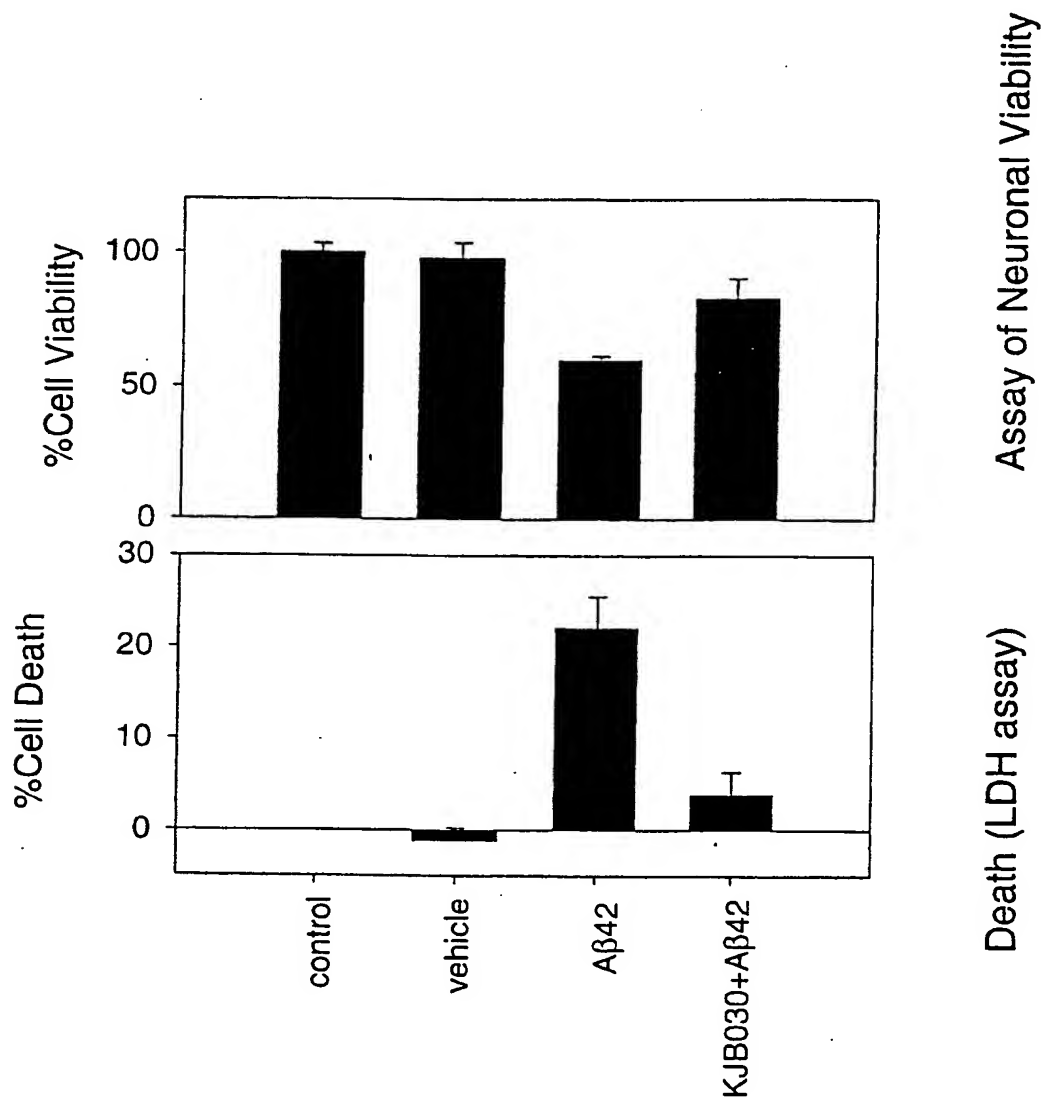 %Cell Viability
100
50
0
%Cell Death
30
20
10
0
control
vehicle
Aβ42
KJB030+Aβ42
Assay of Neuronal Viability
Death (LDH assay)